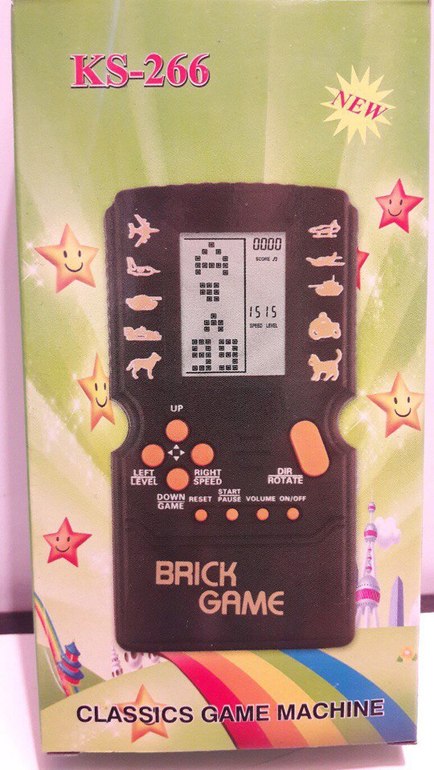 KS-266
NEW
0000
SCORE
1515
SPEED LEVEL
UP
LEFT
LEVEL
RIGHT
SPEED
DOWN
GAME
DIR
ROTATE
RESET
START
PAUSE
VOLUME
ON/OFF
BRICK
GAME
CLASSICS GAME MACHINE